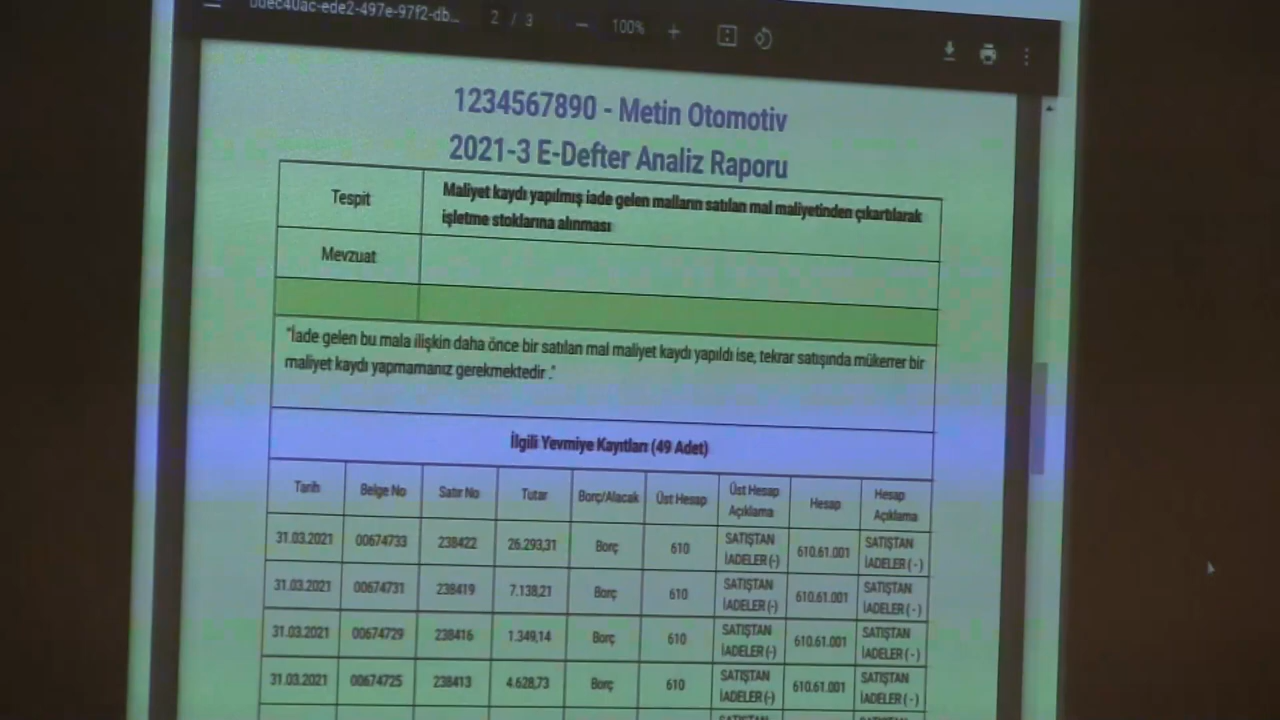 2 / 3
100%
1234567890 - Metin Otomotiv
2021-3 E-Defter Analiz Raporu
Tespit
Maliyet kaydı yapılmış iade gelen malların satılan mal maliyetinden çıkartılarak
işletme stoklarına alınması
Mevzuat
"İade gelen bu mala ilişkin daha önce bir satılan mal maliyet kaydı yapıldı ise, tekrar satışında mükerrer bir
maliyet kaydı yapmamanız gerekmektedir."
İlgili Yevmiye Kayıtları (49 Adet)
Tarih Belge No Satır No Tutar Borç/Alacak Üst Hesap Üst Hesap Açıklama Hesap Hesap Açıklama
31.03.2021 00674733 238422 26.293,31 Borç 610 SATIŞTAN İADELER (-) 610.61.001 SATIŞTAN İADELER ( - )
31.03.2021 00674731 238419 7.138,21 Borç 610 SATIŞTAN İADELER (-) 610.61.001 SATIŞTAN İADELER ( - )
31.03.2021 00674729 238416 1.349,14 Borç 610 SATIŞTAN İADELER (-) 610.61.001 SATIŞTAN İADELER ( - )
31.03.2021 00674725 238413 4.628,73 Borç 610 SATIŞTAN İADELER (-) 610.61.001 SATIŞTAN İADELER ( - )